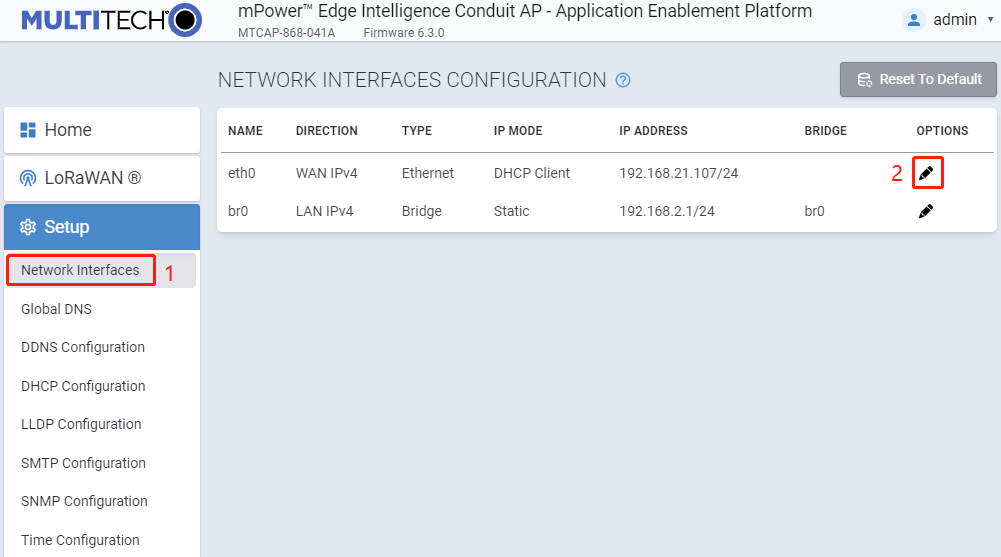 MULTITECH
mPower™ Edge Intelligence Conduit AP - Application Enablement Platform
MTCAP-868-041A Firmware 6.3.0
admin
NETWORK INTERFACES CONFIGURATION
Reset To Default
Home
LoRaWAN ®
Setup
Network Interfaces 1
Global DNS
DDNS Configuration
DHCP Configuration
LLDP Configuration
SMTP Configuration
SNMP Configuration
Time Configuration
NAME DIRECTION TYPE IP MODE IP ADDRESS BRIDGE OPTIONS
eth0 WAN IPv4 Ethernet DHCP Client 192.168.21.107/24 2
br0 LAN IPv4 Bridge Static 192.168.2.1/24 br0